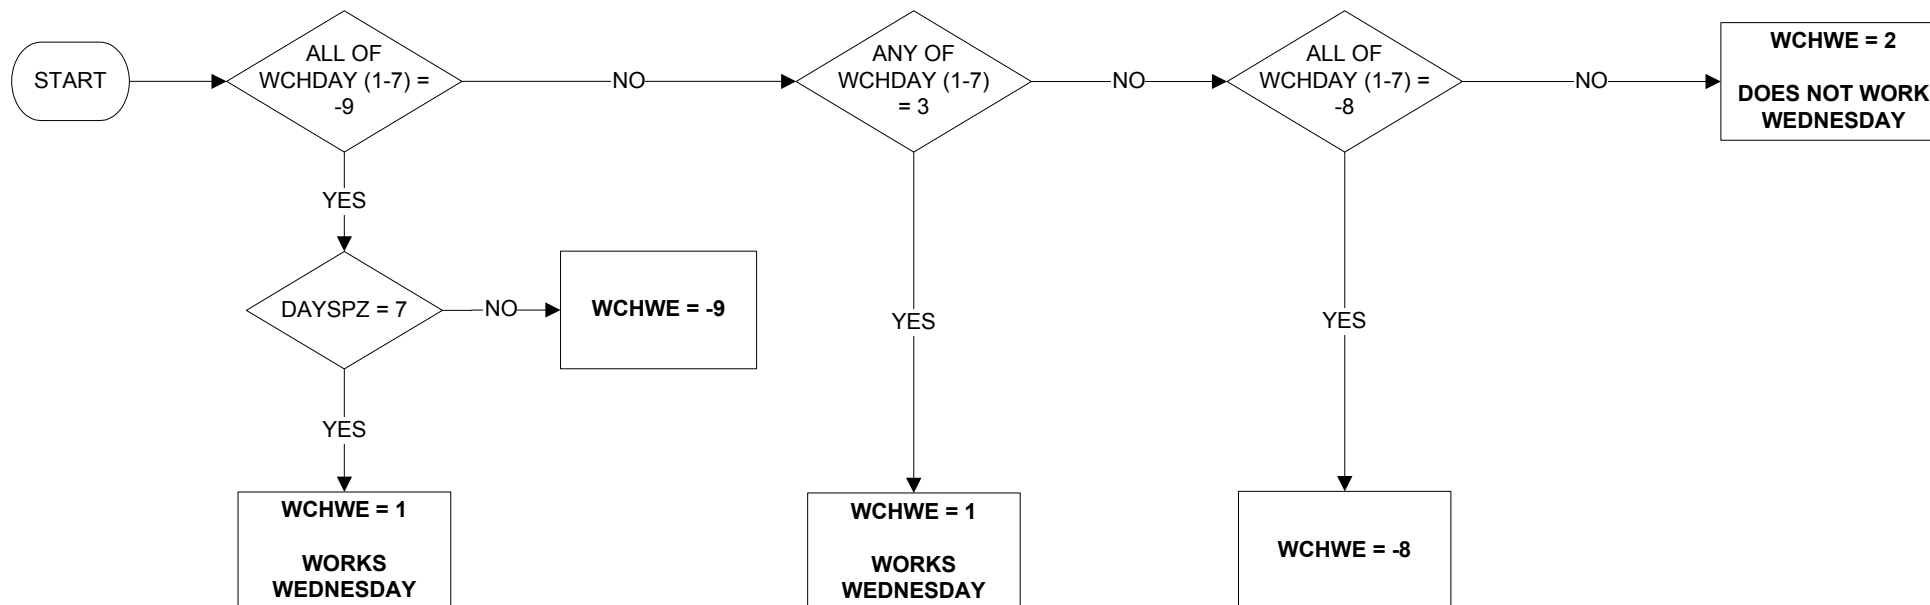 START
ALL OF
WCHDAY (1-7) =
-9
NO
ANY OF
WCHDAY (1-7)
= 3
NO
ALL OF
WCHDAY (1-7) =
-8
NO
WCHWE = 2
DOES NOT WORK
WEDNESDAY
YES
DAYSPZ = 7
NO
WCHWE = -9
YES
YES
YES
WCHWE = 1
WORKS
WEDNESDAY
WCHWE = 1
WORKS
WEDNESDAY
WCHWE = -8